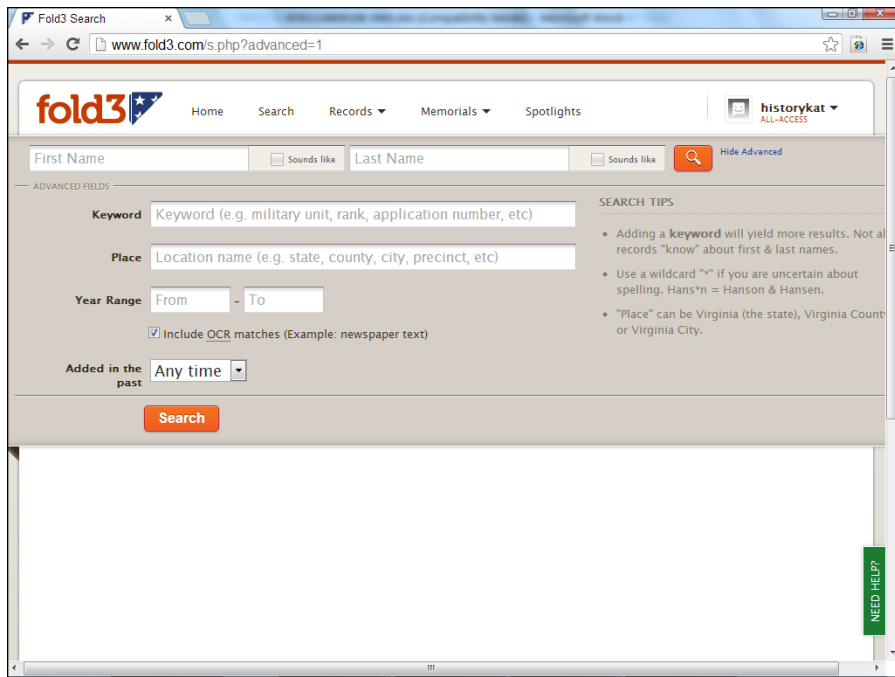 Fold3 Search
www.fold3.com/s.php?advanced=1
fold3
Home Search Records Memorials Spotlights
historykat
ALL-ACCESS
First Name Sounds like Last Name Sounds like Hide Advanced
ADVANCED FIELDS
Keyword Keyword (e.g. military unit, rank, application number, etc)
Place Location name (e.g. state, county, city, precinct, etc)
Year Range From - To
Include OCR matches (Example: newspaper text)
Added in the
past
Any time
Search
SEARCH TIPS
• Adding a keyword will yield more results. Not al
records "know" about first & last names.
• Use a wildcard "*" if you are uncertain about
spelling. Hans*n = Hanson & Hansen.
• "Place" can be Virginia (the state), Virginia Count
or Virginia City.
NEED HELP?